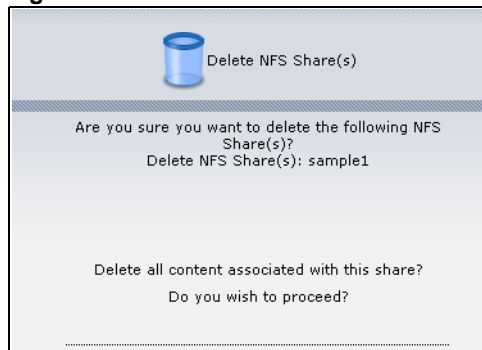 Delete NFS Share(s)
Are you sure you want to delete the following NFS
Share(s)?
Delete NFS Share(s): sample1
Delete all content associated with this share?
Do you wish to proceed?